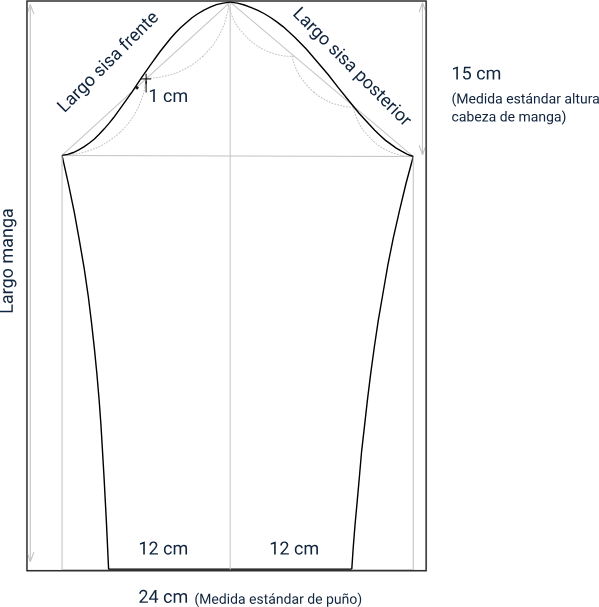 Largo sisa frente
Largo sisa posterior
1 cm
15 cm
(Medida estándar altura
cabeza de manga)
Largo manga
12 cm
12 cm
24 cm (Medida estándar de puño)